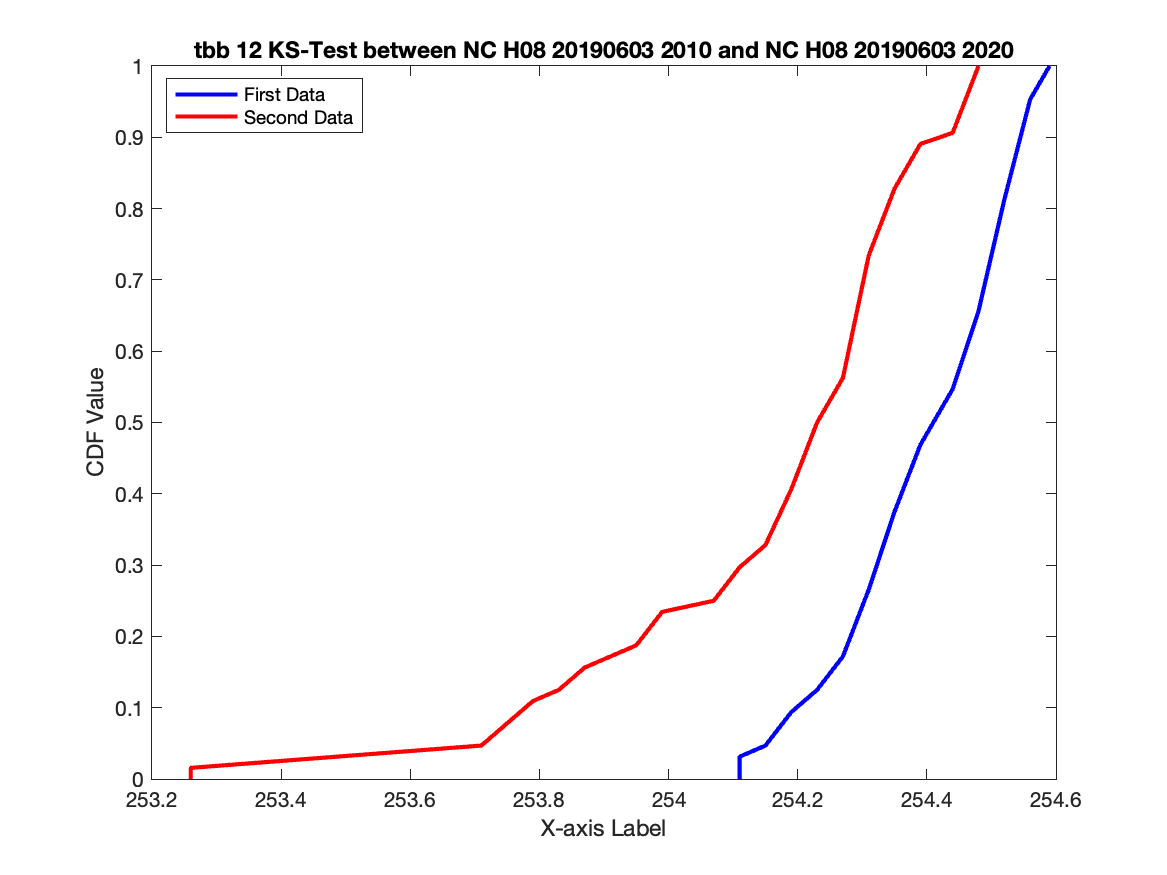 tbb 12 KS-Test between NC H08 20190603 2010 and NC H08 20190603 2020
First Data
Second Data
1
0.9
0.8
0.7
0.6
0.5
0.4
0.3
0.2
0.1
0
CDF Value
253.2 253.4 253.6 253.8 254 254.2 254.4 254.6
X-axis Label